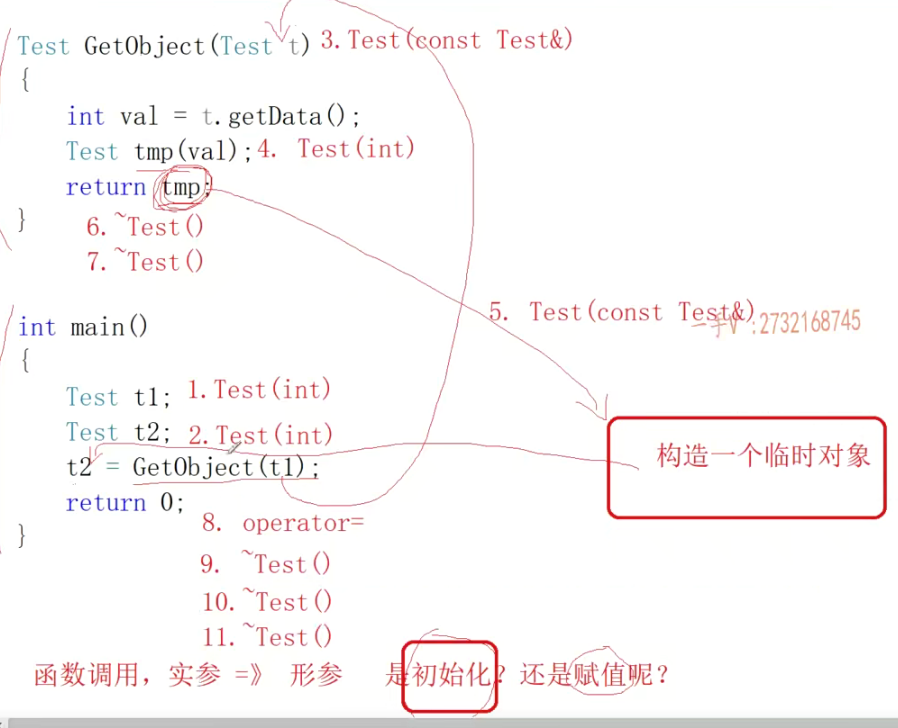 Test GetObject(Test t) 3.Test(const Test&)
{
int val = t.getData();
Test tmp(val); 4. Test(int)
return tmp;
} 6.~Test()
7.~Test()
5. Test(const Test&)
一手V :2732168745
int main()
{
Test t1; 1.Test(int)
Test t2; 2.Test(int)
t2 = GetObject(t1);
构造一个临时对象
return 0;
} 8. operator=
9. ~Test()
10.~Test()
11.~Test()
函数调用，实参 =》 形参 是初始化？还是赋值呢？